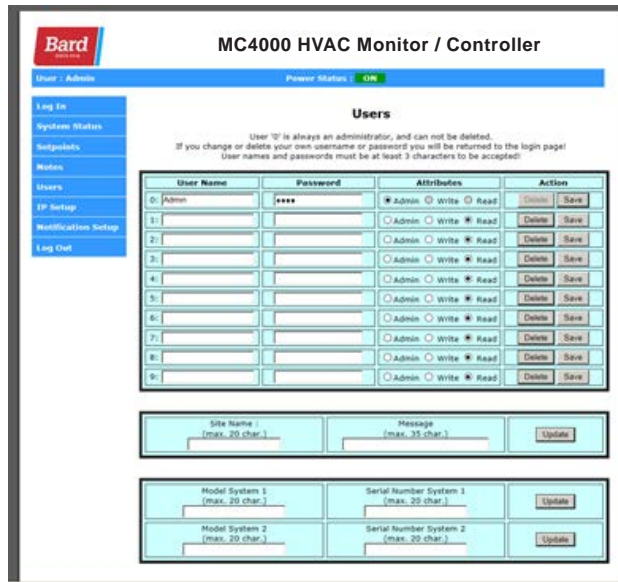 Bard
MC4000 HVAC Monitor / Controller
User : Admin
Power Status : ON
Log In
System Status
Setpoints
Notes
Users
IP Setup
Notification Setup
Log Out
Users
User '0' is always an administrator, and can not be deleted.
If you change or delete your own username or password you will be returned to the login page!
User names and passwords must be at least 3 characters to be accepted!
User Name Password Attributes Action
0: Admin •••• Admin Write Read Delete Save
1: Admin Write Read Delete Save
2: Admin Write Read Delete Save
3: Admin Write Read Delete Save
4: Admin Write Read Delete Save
5: Admin Write Read Delete Save
6: Admin Write Read Delete Save
7: Admin Write Read Delete Save
8: Admin Write Read Delete Save
9: Admin Write Read Delete Save
Site Name :
(max. 20 char.)
Message
(max. 35 char.)
Update
Model System 1
(max. 20 char.)
Serial Number System 1
(max. 20 char.)
Update
Model System 2
(max. 20 char.)
Serial Number System 2
(max. 20 char.)
Update